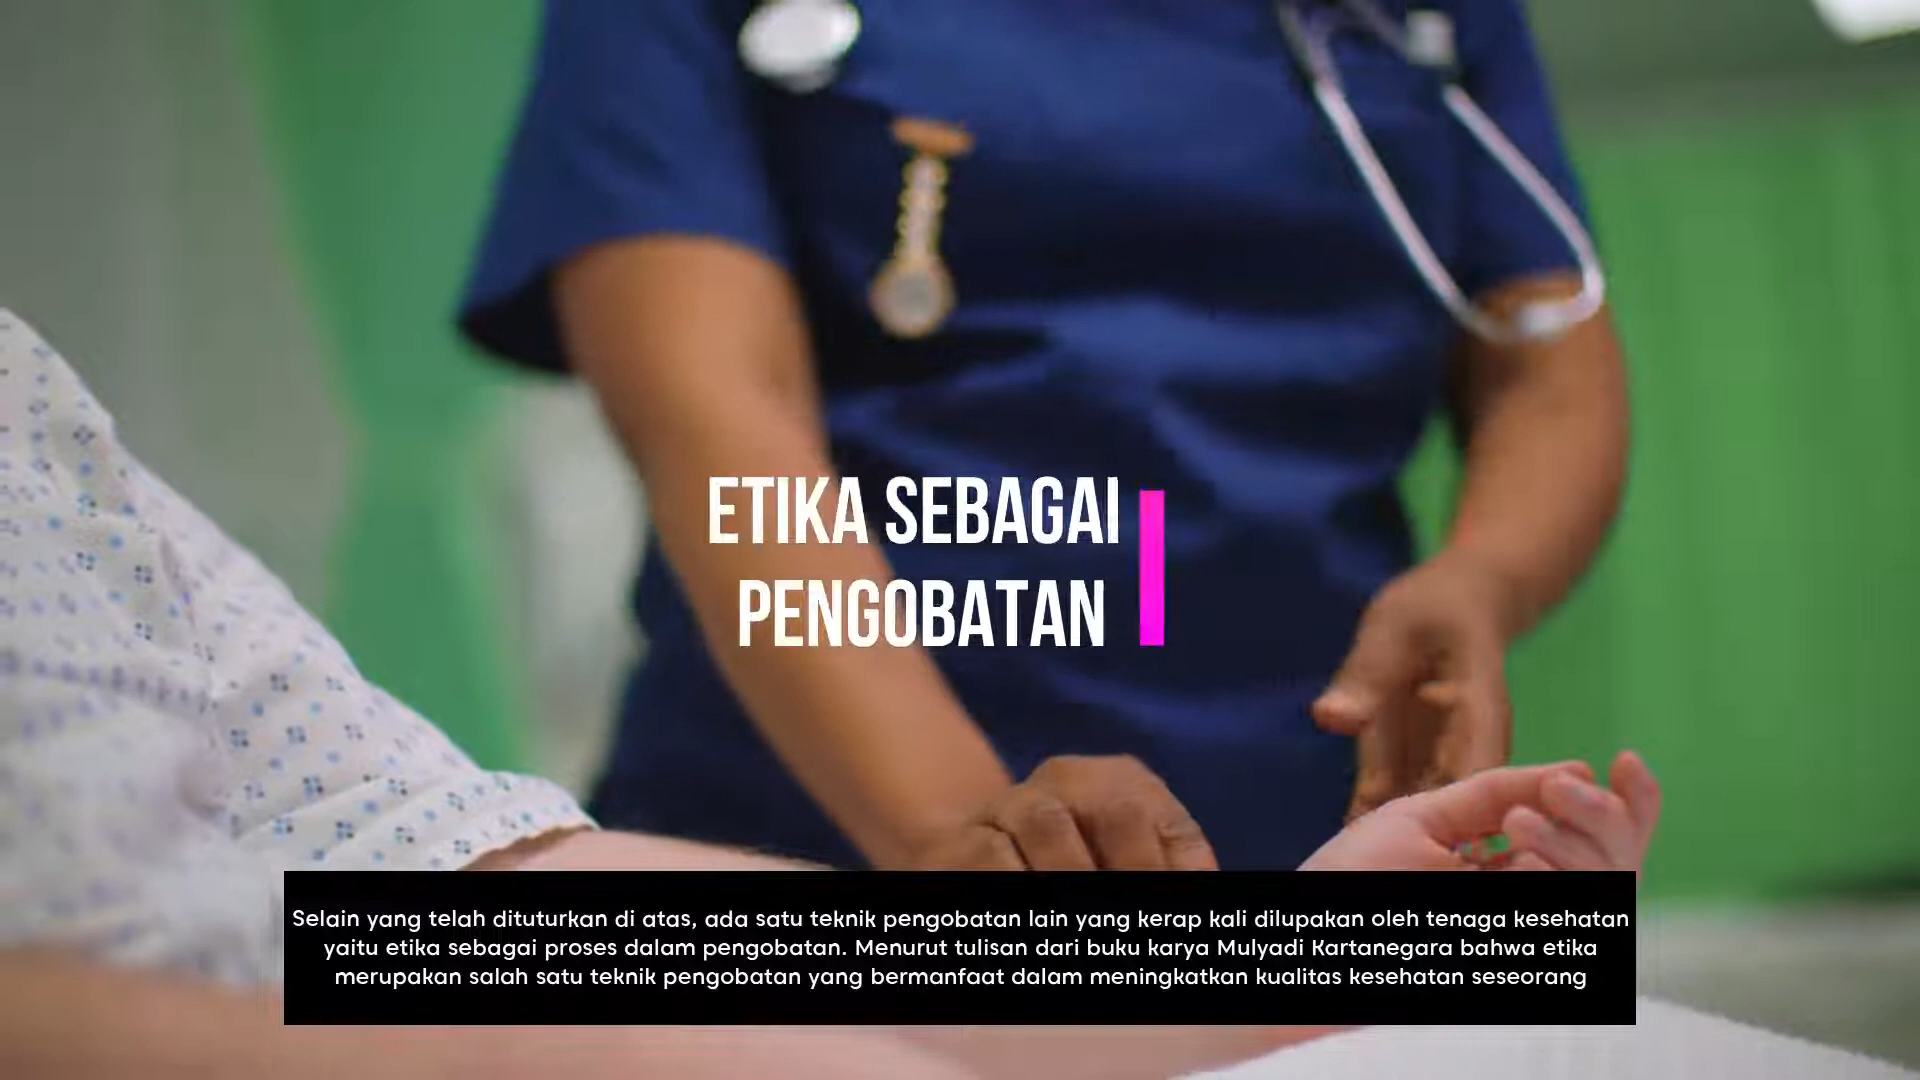 ETIKA SEBAGAI
PENGOBATAN
Selain yang telah dituturkan di atas, ada satu teknik pengobatan lain yang kerap kali dilupakan oleh tenaga kesehatan
yaitu etika sebagai proses dalam pengobatan. Menurut tulisan dari buku karya Mulyadi Kartanegara bahwa etika
merupakan salah satu teknik pengobatan yang bermanfaat dalam meningkatkan kualitas kesehatan seseorang